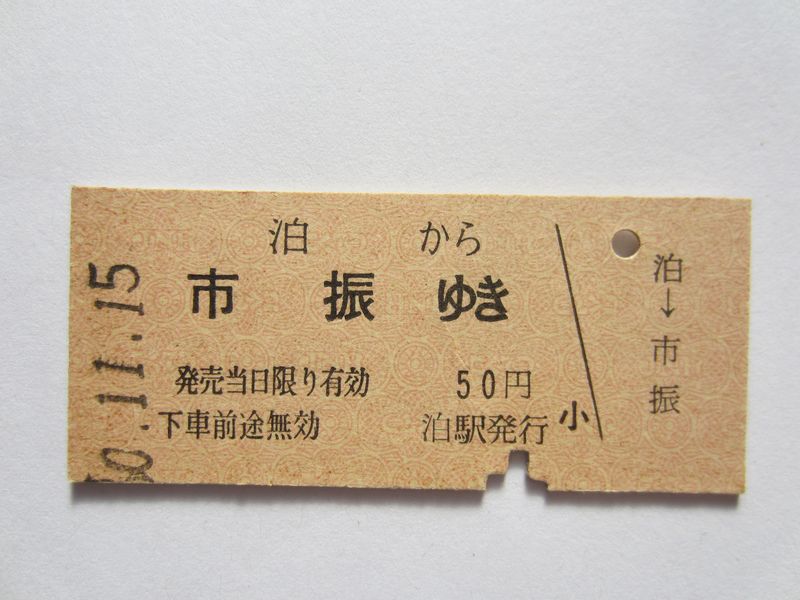 泊 から
市振ゆき
発売当日限り有効 50円
下車前途無効 泊駅発行
小
泊→市振
50.11.15